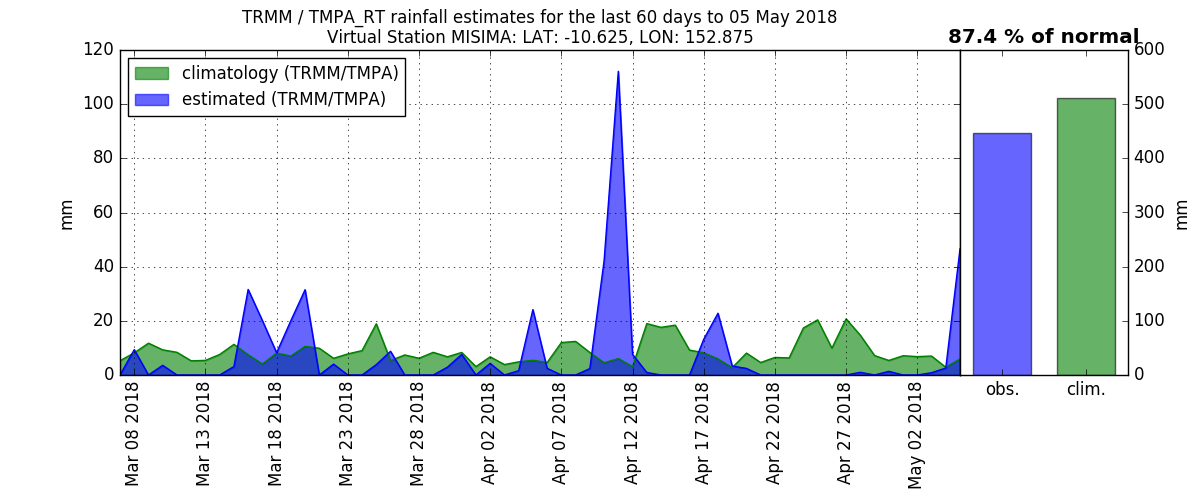 TRMM / TMPA_RT rainfall estimates for the last 60 days to 05 May 2018
Virtual Station MISIMA: LAT: -10.625, LON: 152.875
87.4 % of normal
climatology (TRMM/TMPA)
estimated (TRMM/TMPA)
mm
120
100
80
60
40
20
0
Mar 08 2018
Mar 13 2018
Mar 18 2018
Mar 23 2018
Mar 28 2018
Apr 02 2018
Apr 07 2018
Apr 12 2018
Apr 17 2018
Apr 22 2018
Apr 27 2018
May 02 2018
obs.
clim.
600
500
400
300
200
100
0
mm